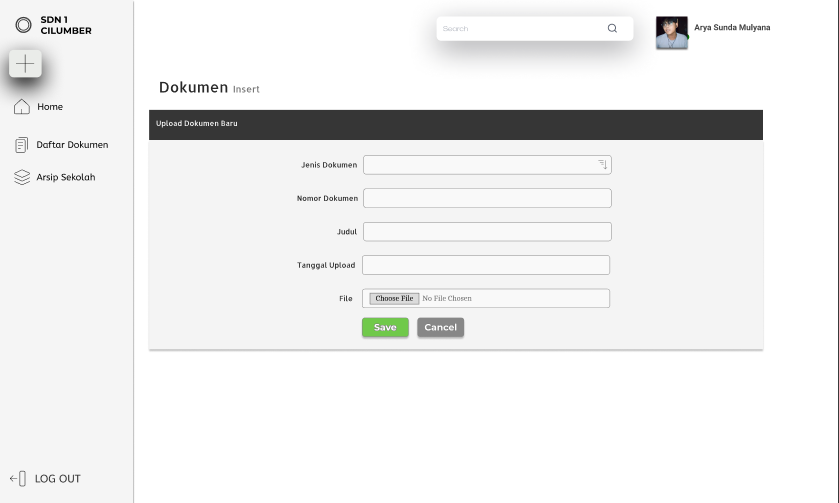 SDN 1
CILUMBER
Search
Arya Sunda Mulyana
Home
Daftar Dokumen
Arsip Sekolah
LOG OUT
Dokumen Insert
Upload Dokumen Baru
Jenis Dokumen
Nomor Dokumen
Judul
Tanggal Upload
File
Choose File No File Chosen
Save Cancel